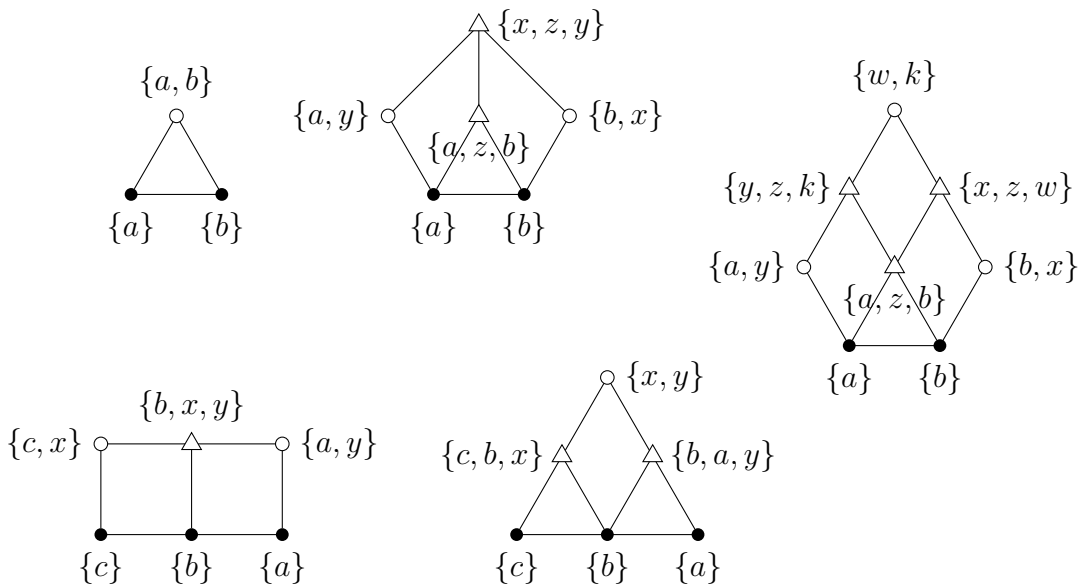 {a, b}
{a}
{b}
{x, z, y}
{a, y}
{b, x}
{a, z, b}
{a}
{b}
{w, k}
{y, z, k}
{x, z, w}
{a, y}
{b, x}
{a, z, b}
{a}
{b}
{b, x, y}
{c, x}
{a, y}
{c}
{b}
{a}
{x, y}
{c, b, x}
{b, a, y}
{c}
{b}
{a}